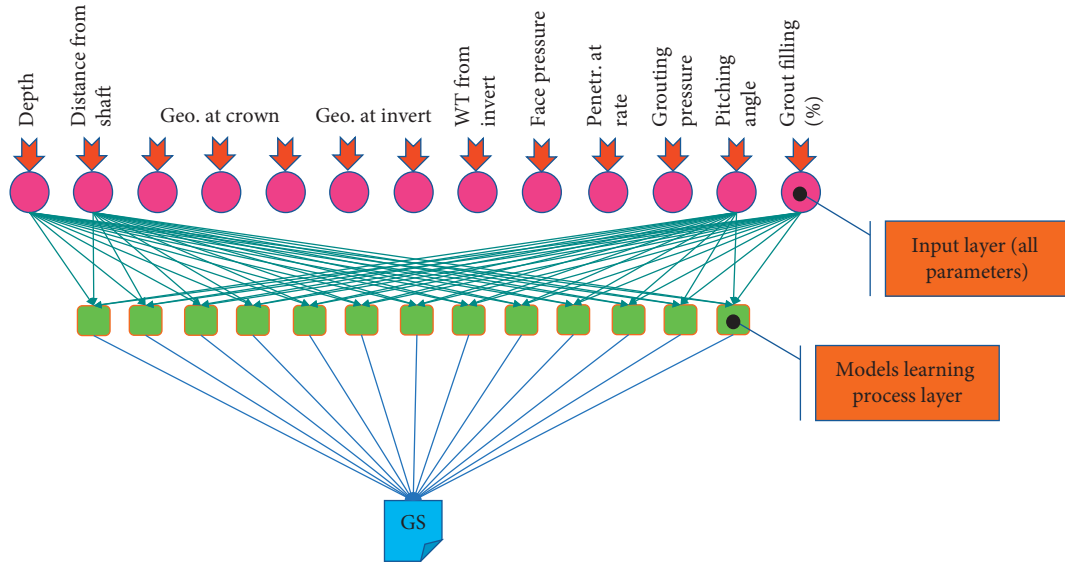 Depth
Distance from
shaft
Geo. at crown
Geo. at invert
WT from
invert
Face pressure
Penetr. at
rate
Grouting
pressure
Pitching
angle
Grout filling
(%)
Input layer (all
parameters)
Models learning
process layer
GS